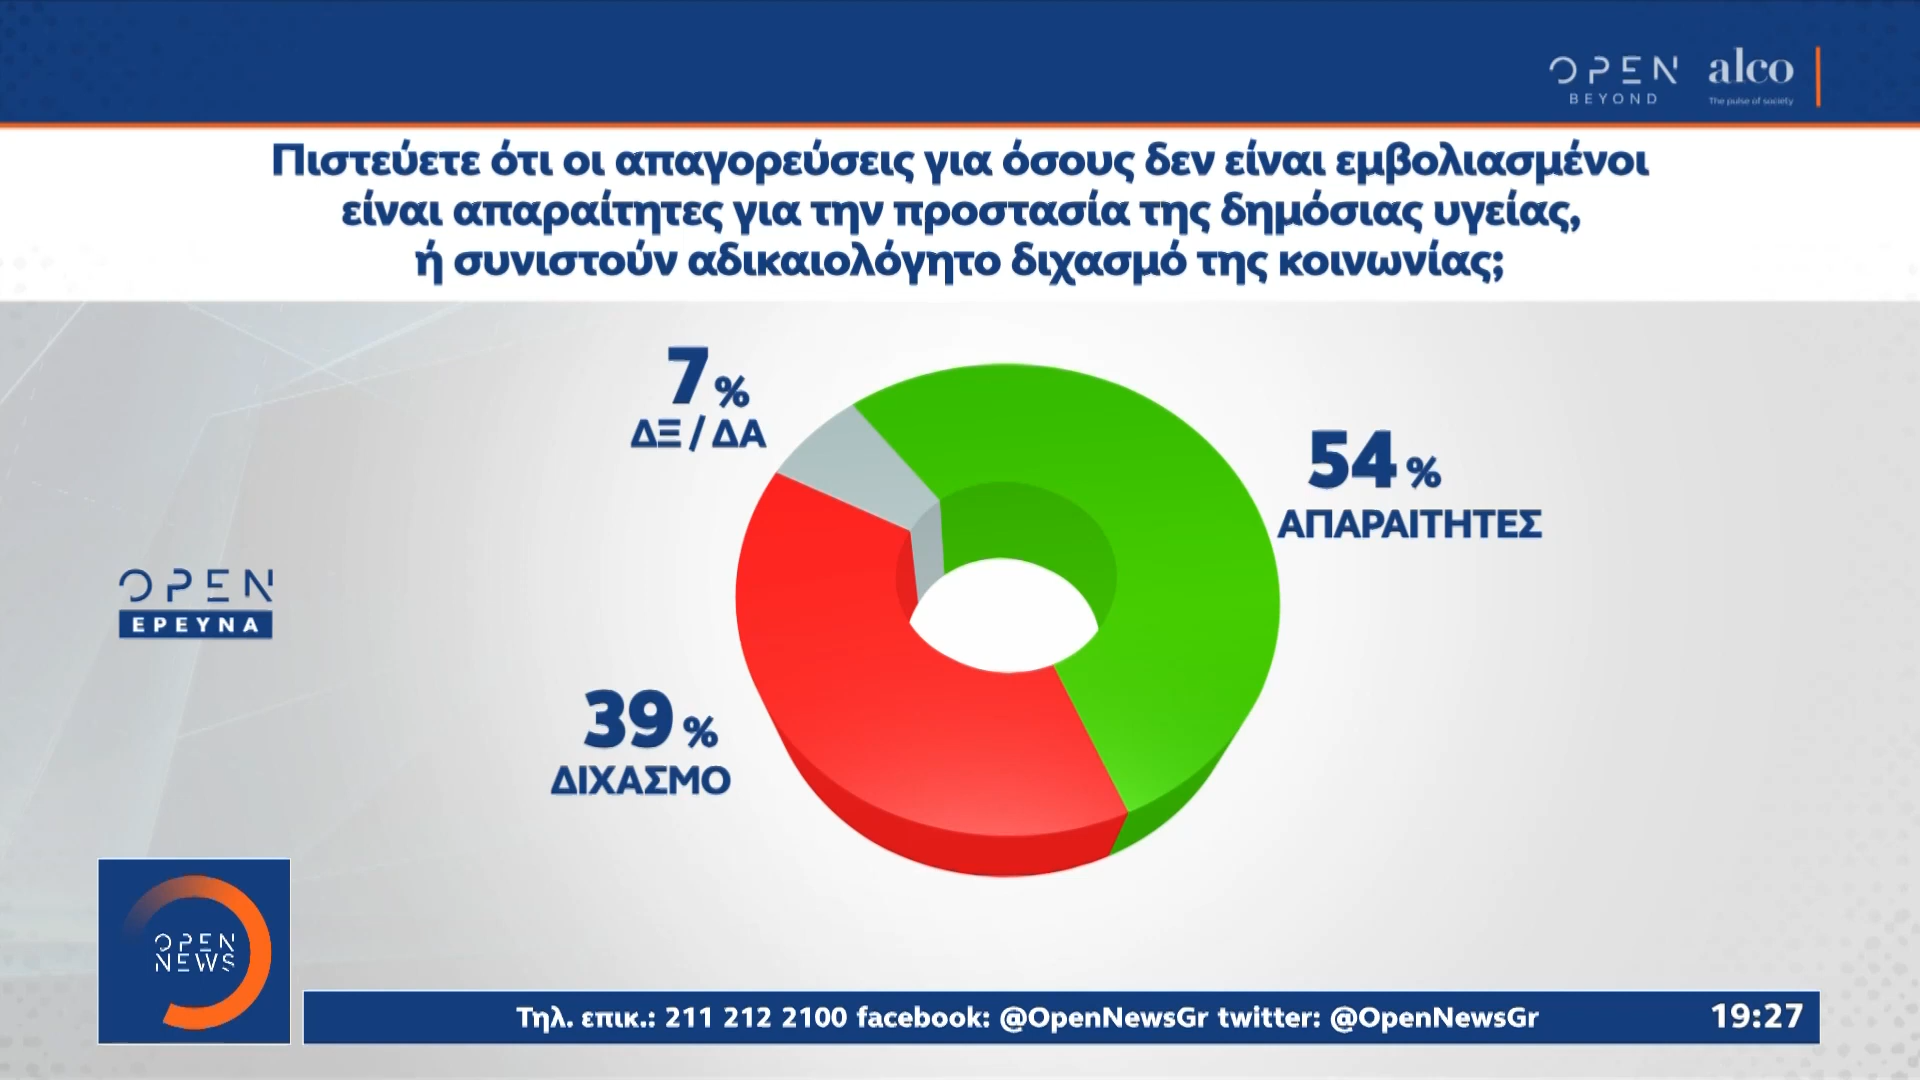 OPEN
BEYOND
alco
The pulse of society
Πιστεύετε ότι οι απαγορεύσεις για όσους δεν είναι εμβολιασμένοι
είναι απαραίτητες για την προστασία της δημόσιας υγείας,
ή συνιστούν αδικαιολόγητο διχασμό της κοινωνίας;
7%
ΔΞ / ΔΑ
54%
ΑΠΑΡΑΙΤΗΤΕΣ
OPEN
ΕΡΕΥΝΑ
39%
ΔΙΧΑΣΜΟ
OPEN
NEWS
Τηλ. επικ.: 211 212 2100 facebook: @OpenNewsGr twitter: @OpenNewsGr
19:27